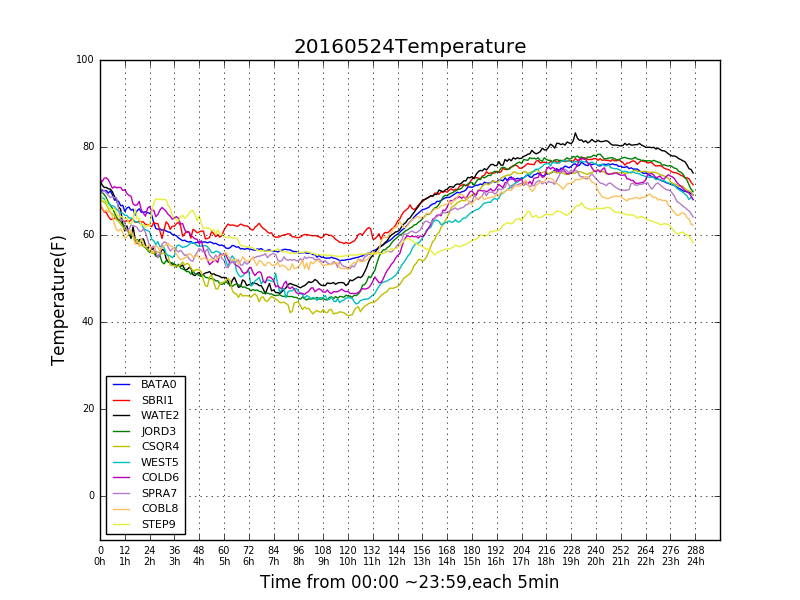 20160524Temperature
Temperature(F)
100
80
60
40
20
0
BATA0
SBRI1
WATE2
JORD3
CSQR4
WEST5
COLD6
SPRA7
COBL8
STEP9
0 12 24 36 48 60 72 84 96 108 120 132 144 156 168 180 192 204 216 228 240 252 264 276 288
0h 1h 2h 3h 4h 5h 6h 7h 8h 9h 10h 11h 12h 13h 14h 15h 16h 17h 18h 19h 20h 21h 22h 23h 24h
Time from 00:00 ~23:59,each 5min